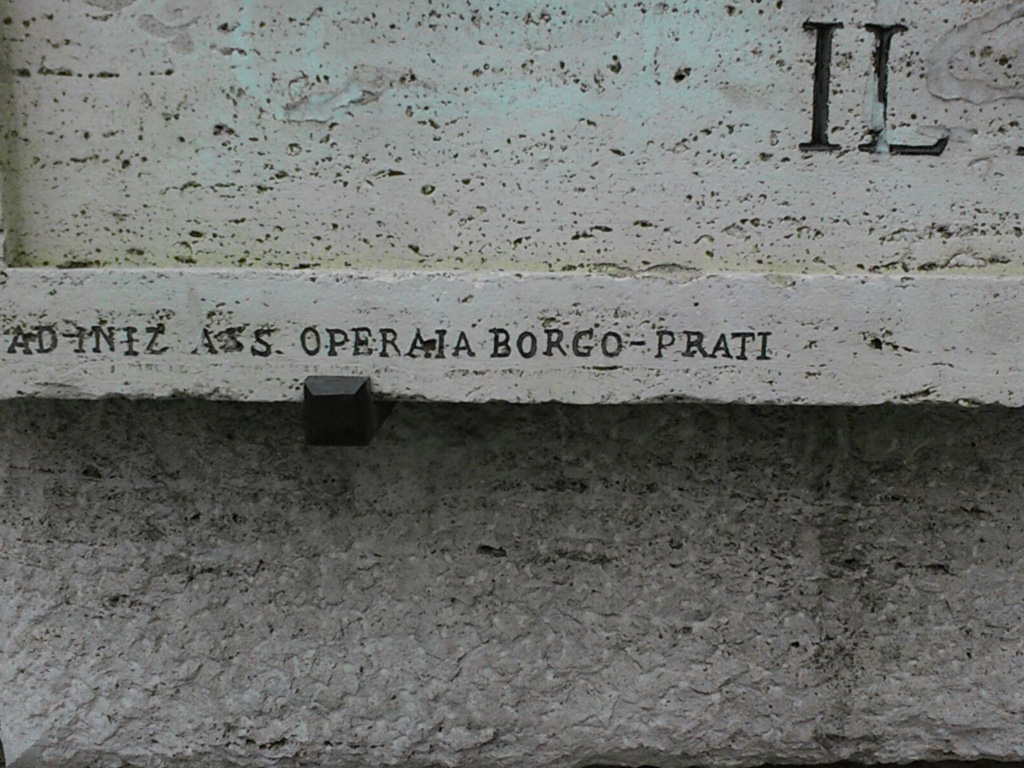 IL
AD INIZ. ASS. OPERAIA BORGO-PRATI